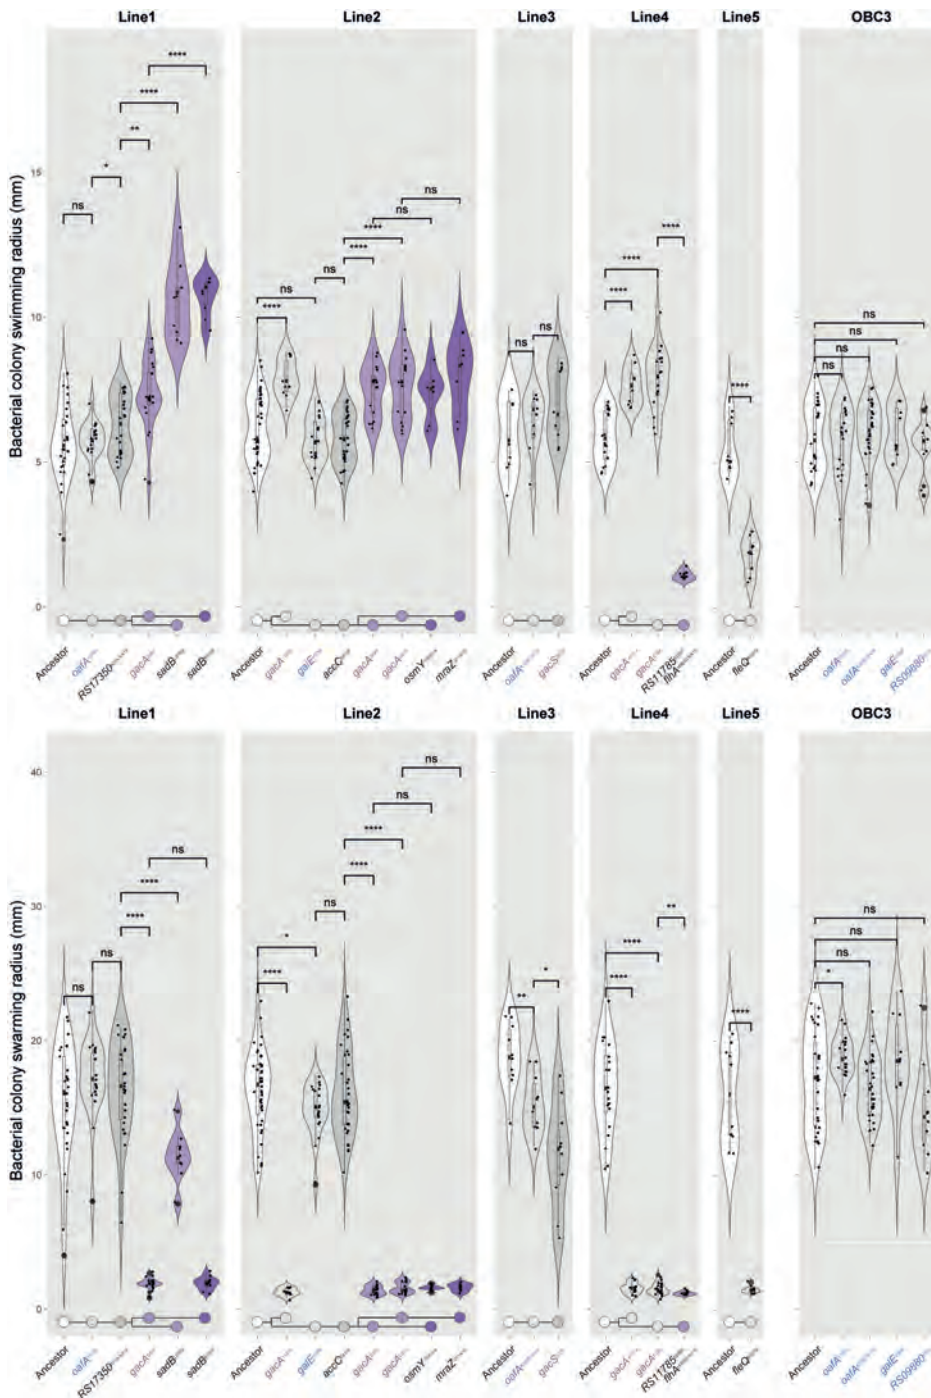 Line1 Line2 Line3 Line4 Line5 OBC3
Bacterial colony swimming radius (mm)
15
10
5
0
ns * ** **** ****
**** ns ns **** **** ns ns
ns ns
**** **** ****
****
ns ns ns ns
Ancestor oafA RS17350 gacA sadB sadB
Ancestor gacA galE accC gacA gacA osmY mraZ
Ancestor oafA gacS
Ancestor gacA gacA RS11785 flhA
Ancestor fleQ
Ancestor oafA oafA galE RS09880
Line1 Line2 Line3 Line4 Line5 OBC3
Bacterial colony swarming radius (mm)
40
30
20
10
0
ns ns **** **** ns
**** * ns **** **** ns ns
** *
**** **** **
****
* ns ns ns
Ancestor oafA RS17350 gacA sadB sadB
Ancestor gacA galE accC gacA gacA osmY mraZ
Ancestor oafA gacS
Ancestor gacA gacA RS11785 flhA
Ancestor fleQ
Ancestor oafA oafA galE RS09880